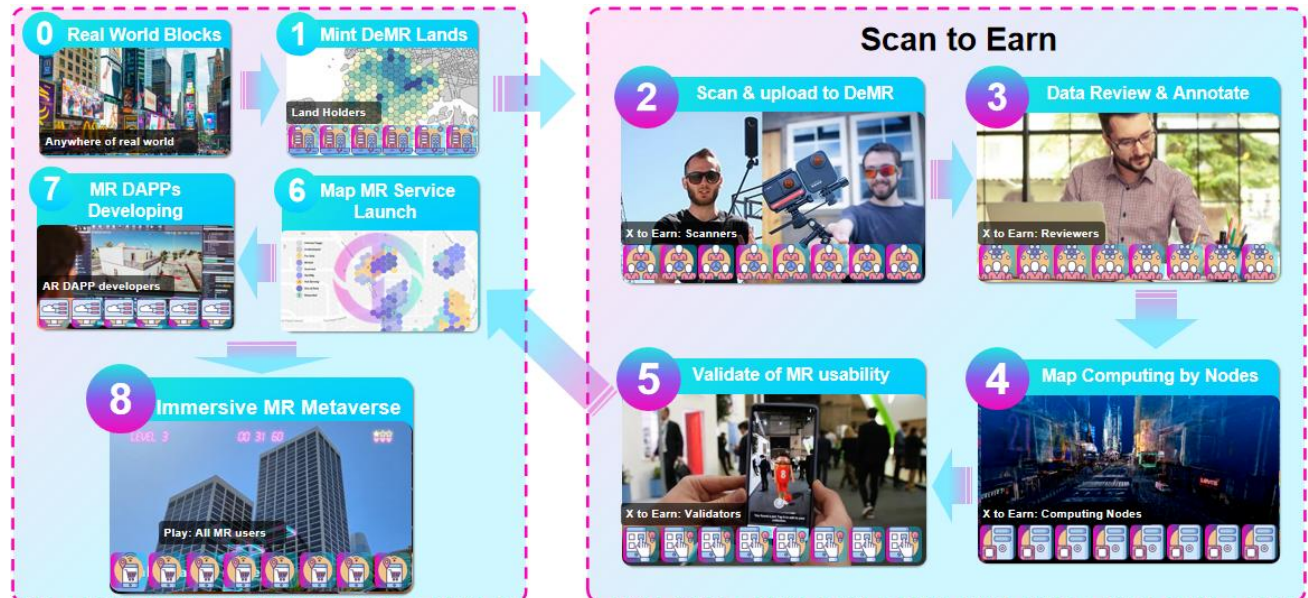 0
Real World Blocks
Anywhere of real world
1
Mint DeMR Lands
Land Holders
7
MR DAPPs
Developing
AR DAPP developers
6
Map MR Service
Launch
8
Immersive MR Metaverse
LEVEL 3
00 31 60
Play: All MR users
Scan to Earn
2
Scan & upload to DeMR
X to Earn: Scanners
3
Data Review & Annotate
X to Earn: Reviewers
5
Validate of MR usability
X to Earn: Validators
4
Map Computing by Nodes
X to Earn: Computing Nodes